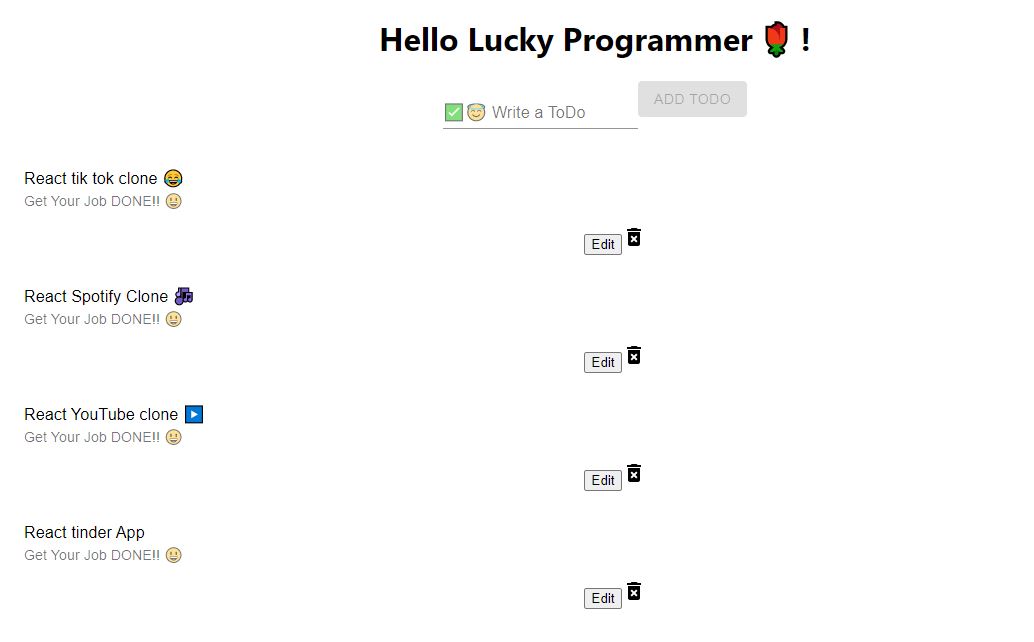 Hello Lucky Programmer 🌹 !
✅😇 Write a ToDo
ADD TODO
React tik tok clone 😂
Get Your Job DONE!! 😀
Edit
React Spotify Clone 🎶
Get Your Job DONE!! 😀
Edit
React YouTube clone ▶️
Get Your Job DONE!! 😀
Edit
React tinder App
Get Your Job DONE!! 😀
Edit